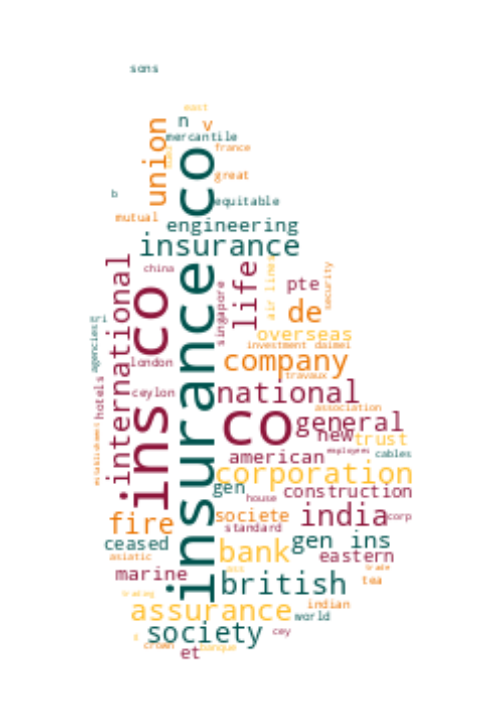 sons
east
n
v
mercantile
union
france
great
b
equitable
mutual
engineering
insurance
insurance co
china
international
ins co
life
singapore
air lines
pte
security
de
overseas
investment
daimei
company
agencies
london
travaux
hotels
ceylon
national
co
association
general
new
trust
employees
cables
american
corporation
establishment
gen
house
construction
fire
societe
standard
india
corp
ceased
bank
gen ins
asiatic
eastern
marine
trade
tea
british
trading
assurance
indian
world
society
cey
crown
banque
et